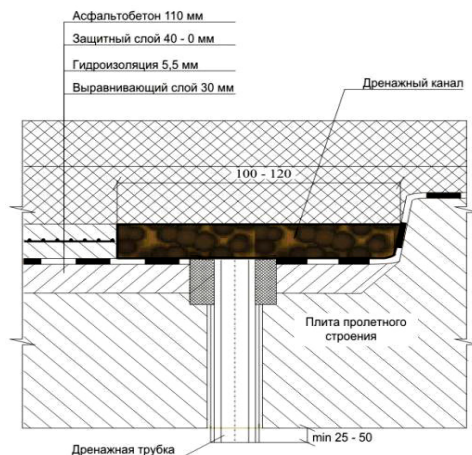 Асфальтобетон 110 мм
Защитный слой 40 - 0 мм
Гидроизоляция 5,5 мм
Выравнивающий слой 30 мм
Дренажный канал
100 - 120
Плита пролетного
строения
min 25 - 50
Дренажная трубка